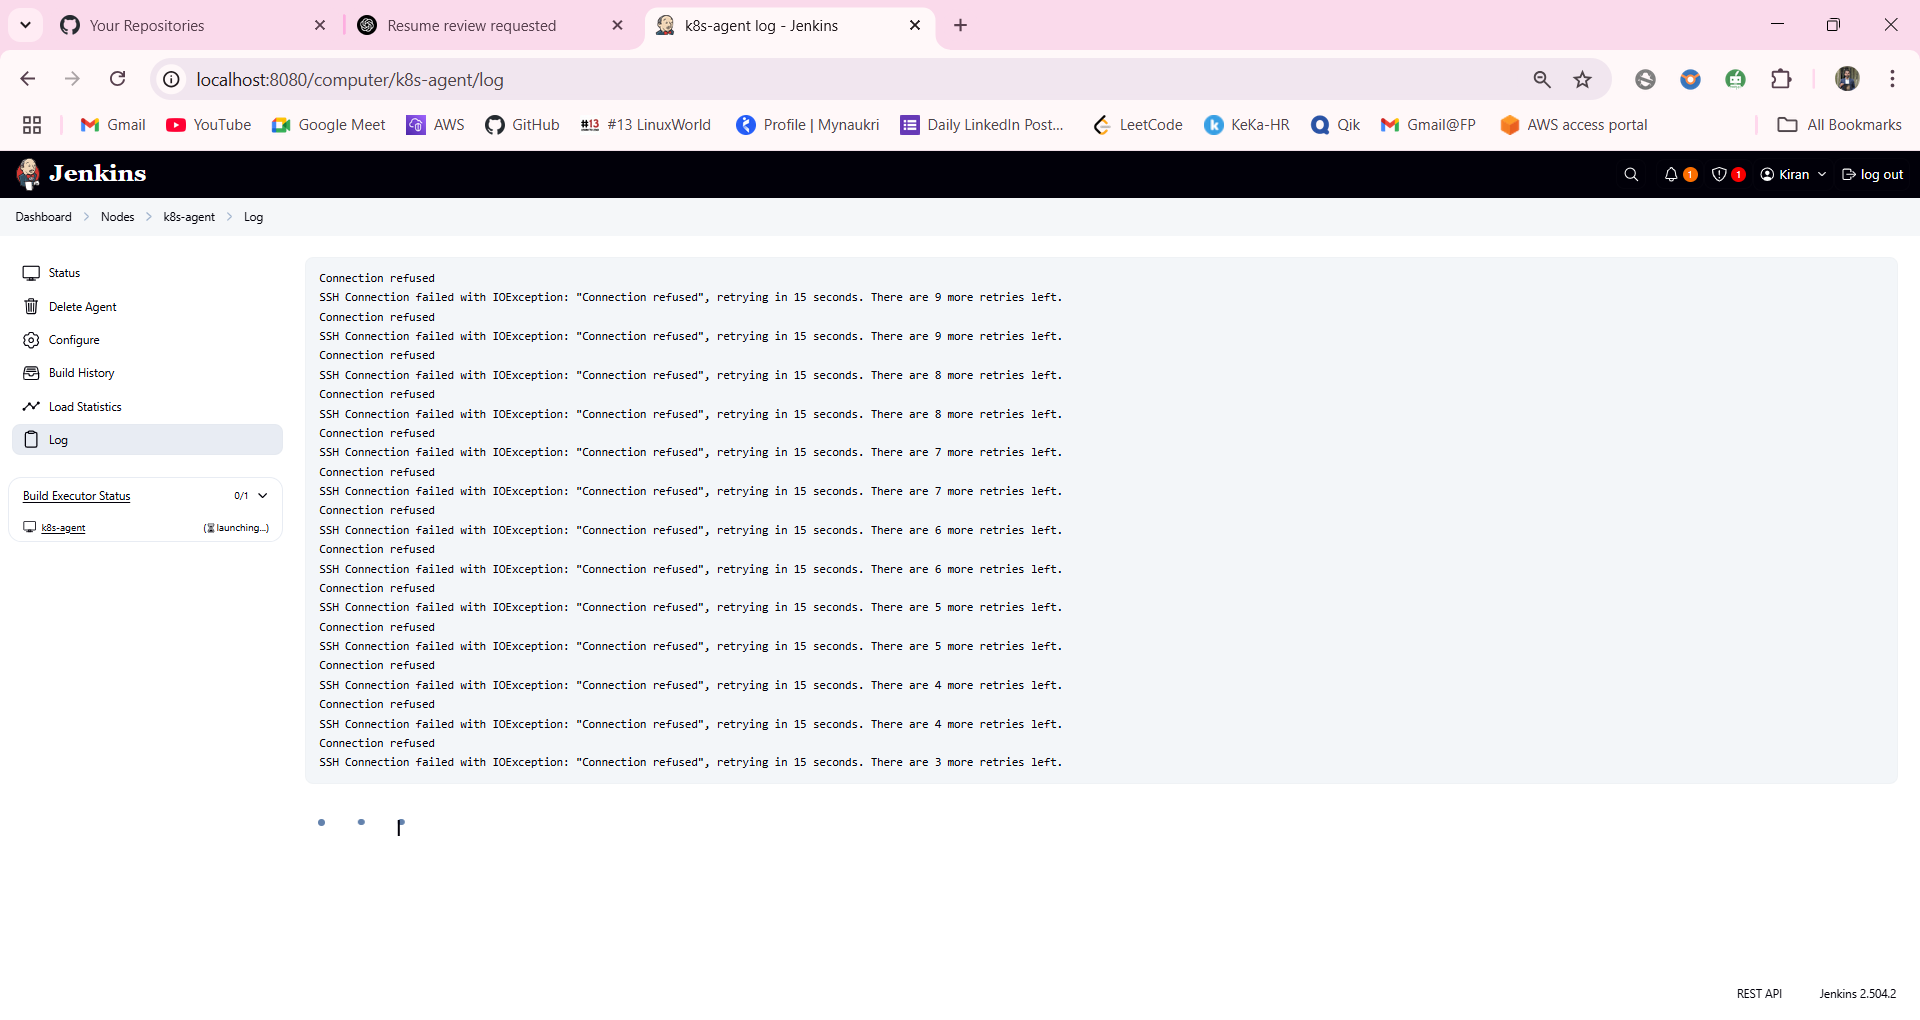 Your Repositories
Resume review requested
k8s-agent log - Jenkins
localhost:8080/computer/k8s-agent/log
Gmail
YouTube
Google Meet
AWS
GitHub
#13 #13 LinuxWorld
Profile | Mynaukri
Daily LinkedIn Post...
LeetCode
k KeKa-HR
Qik
Gmail@FP
AWS access portal
All Bookmarks
Jenkins
1
1
Kiran
log out
Dashboard > Nodes > k8s-agent > Log
Status
Delete Agent
Configure
Build History
Load Statistics
Log
Build Executor Status 0/1
k8s-agent (launching...)
Connection refused
SSH Connection failed with IOException: "Connection refused", retrying in 15 seconds. There are 9 more retries left.
Connection refused
SSH Connection failed with IOException: "Connection refused", retrying in 15 seconds. There are 9 more retries left.
Connection refused
SSH Connection failed with IOException: "Connection refused", retrying in 15 seconds. There are 8 more retries left.
Connection refused
SSH Connection failed with IOException: "Connection refused", retrying in 15 seconds. There are 8 more retries left.
Connection refused
SSH Connection failed with IOException: "Connection refused", retrying in 15 seconds. There are 7 more retries left.
Connection refused
SSH Connection failed with IOException: "Connection refused", retrying in 15 seconds. There are 7 more retries left.
Connection refused
SSH Connection failed with IOException: "Connection refused", retrying in 15 seconds. There are 6 more retries left.
Connection refused
SSH Connection failed with IOException: "Connection refused", retrying in 15 seconds. There are 6 more retries left.
Connection refused
SSH Connection failed with IOException: "Connection refused", retrying in 15 seconds. There are 5 more retries left.
Connection refused
SSH Connection failed with IOException: "Connection refused", retrying in 15 seconds. There are 5 more retries left.
Connection refused
SSH Connection failed with IOException: "Connection refused", retrying in 15 seconds. There are 4 more retries left.
Connection refused
SSH Connection failed with IOException: "Connection refused", retrying in 15 seconds. There are 4 more retries left.
Connection refused
SSH Connection failed with IOException: "Connection refused", retrying in 15 seconds. There are 3 more retries left.
REST API
Jenkins 2.504.2